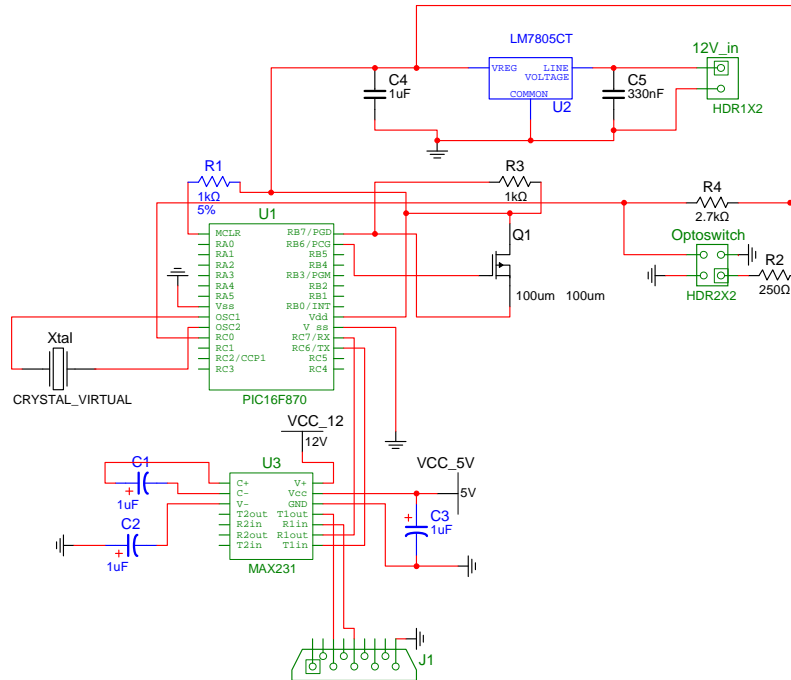 LM7805CT
12V_in
VREG
LINE
VOLTAGE
COMMON
U2
C4
1uF
C5
330nF
HDR1X2
R1
1kΩ
5%
R3
1kΩ
R4
2.7kΩ
U1
Q1
Optoswitch
HDR2X2
R2
250Ω
100um 100um
MCLR
RA0
RA1
RA2
RA3
RA4
RA5
Vss
OSC1
OSC2
RC0
RC1
RC2/CCP1
RC3
RB7/PGD
RB6/PCG
RB5
RB4
RB3/PGM
RB2
RB1
RB0/INT
Vdd
V ss
RC7/RX
RC6/TX
RC5
RC4
PIC16F870
Xtal
CRYSTAL_VIRTUAL
VCC_12
12V
VCC_5V
5V
U3
C1
1uF
+
C2
1uF
+
C3
1uF
+
C+
C-
V-
T2out
R2in
R2out
T2in
V+
Vcc
GND
T1out
R1in
R1out
T1in
MAX231
J1